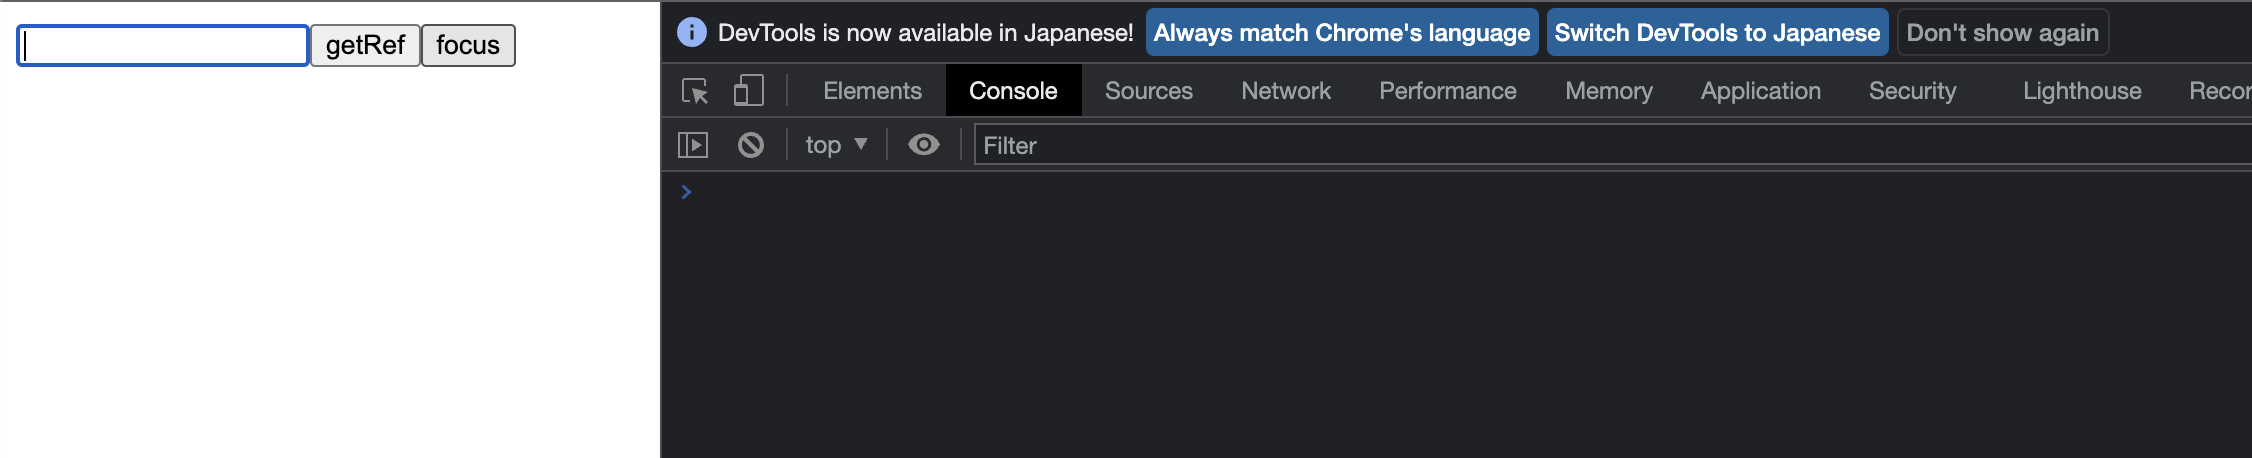 getRef focus
DevTools is now available in Japanese! Always match Chrome's language Switch DevTools to Japanese Don't show again
Elements Console Sources Network Performance Memory Application Security Lighthouse Recor
top Filter